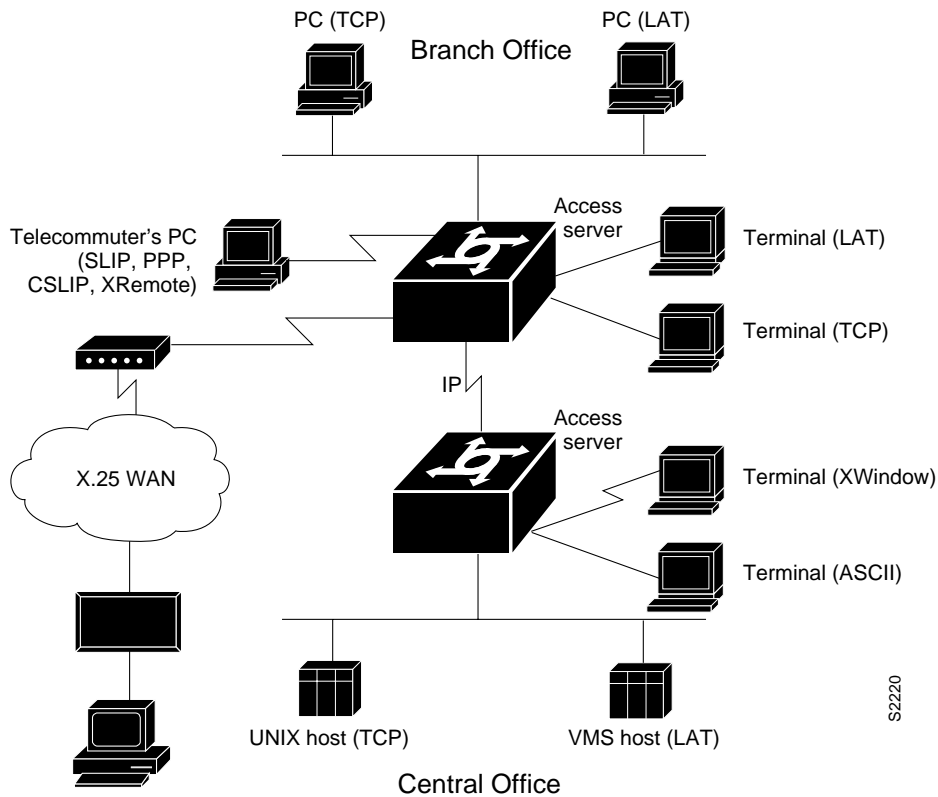 PC (TCP)
PC (LAT)
Branch Office
Access
server
Telecommuter's PC
(SLIP, PPP,
CSLIP, XRemote)
Terminal (LAT)
Terminal (TCP)
IP
Access
server
X.25 WAN
Terminal (XWindow)
Terminal (ASCII)
UNIX host (TCP)
VMS host (LAT)
S2220
Central Office